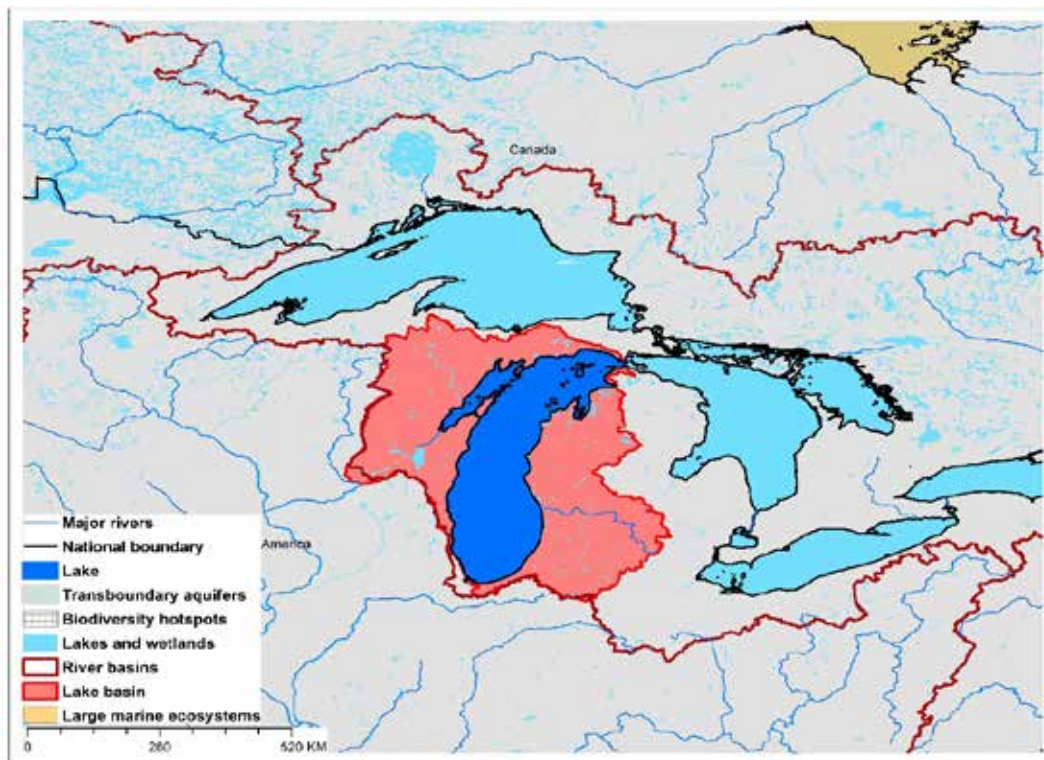 Canada
America
Major rivers
National boundary
Lake
Transboundary aquifers
Biodiversity hotspots
Lakes and wetlands
River basins
Lake basin
Large marine ecosystems
0 260 520 KM